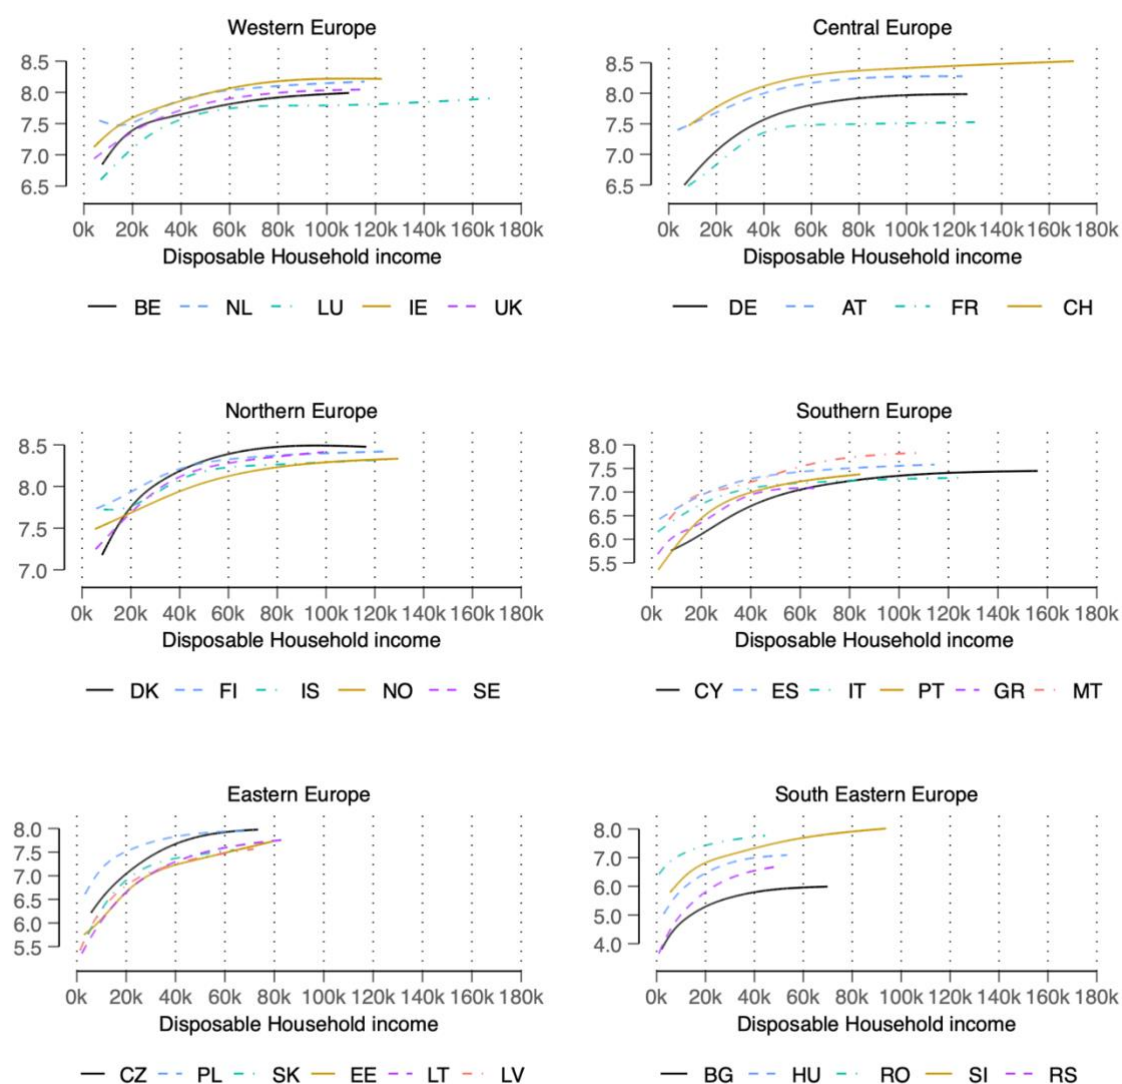 Western Europe
8.5
8.0
7.5
7.0
6.5
0k 20k 40k 60k 80k 100k 120k 140k 160k 180k
Disposable Household income
BE NL LU IE UK
Central Europe
8.5
8.0
7.5
7.0
6.5
0k 20k 40k 60k 80k 100k 120k 140k 160k 180k
Disposable Household income
DE AT FR CH
Northern Europe
8.5
8.0
7.5
7.0
0k 20k 40k 60k 80k 100k 120k 140k 160k 180k
Disposable Household income
DK FI IS NO SE
Southern Europe
8.0
7.5
7.0
6.5
6.0
5.5
0k 20k 40k 60k 80k 100k 120k 140k 160k 180k
Disposable Household income
CY ES IT PT GR MT
Eastern Europe
8.0
7.5
7.0
6.5
6.0
5.5
0k 20k 40k 60k 80k 100k 120k 140k 160k 180k
Disposable Household income
CZ PL SK EE LT LV
South Eastern Europe
8.0
7.0
6.0
5.0
4.0
0k 20k 40k 60k 80k 100k 120k 140k 160k 180k
Disposable Household income
BG HU RO SI RS